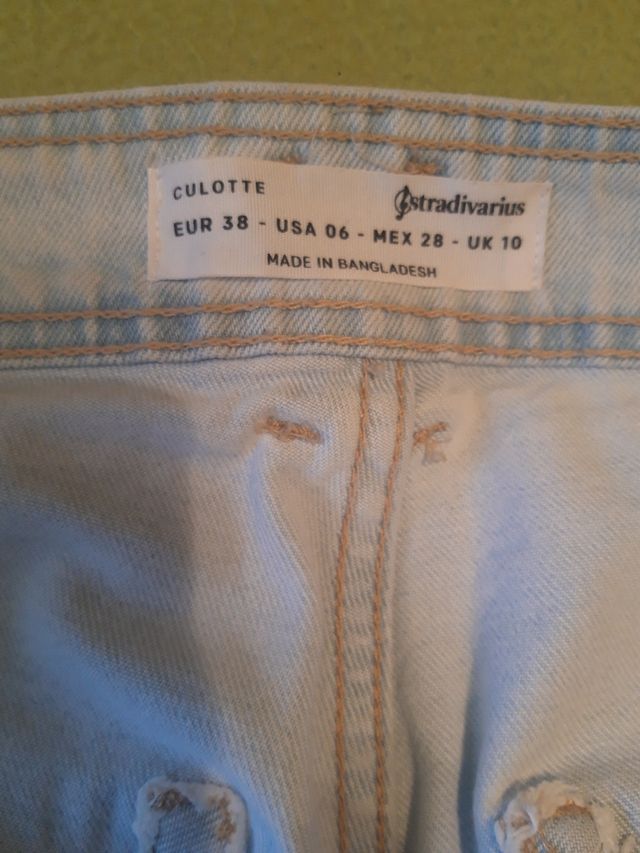 CULOTTE
stradivarius
EUR 38 - USA 06 - MEX 28 - UK 10
MADE IN BANGLADESH